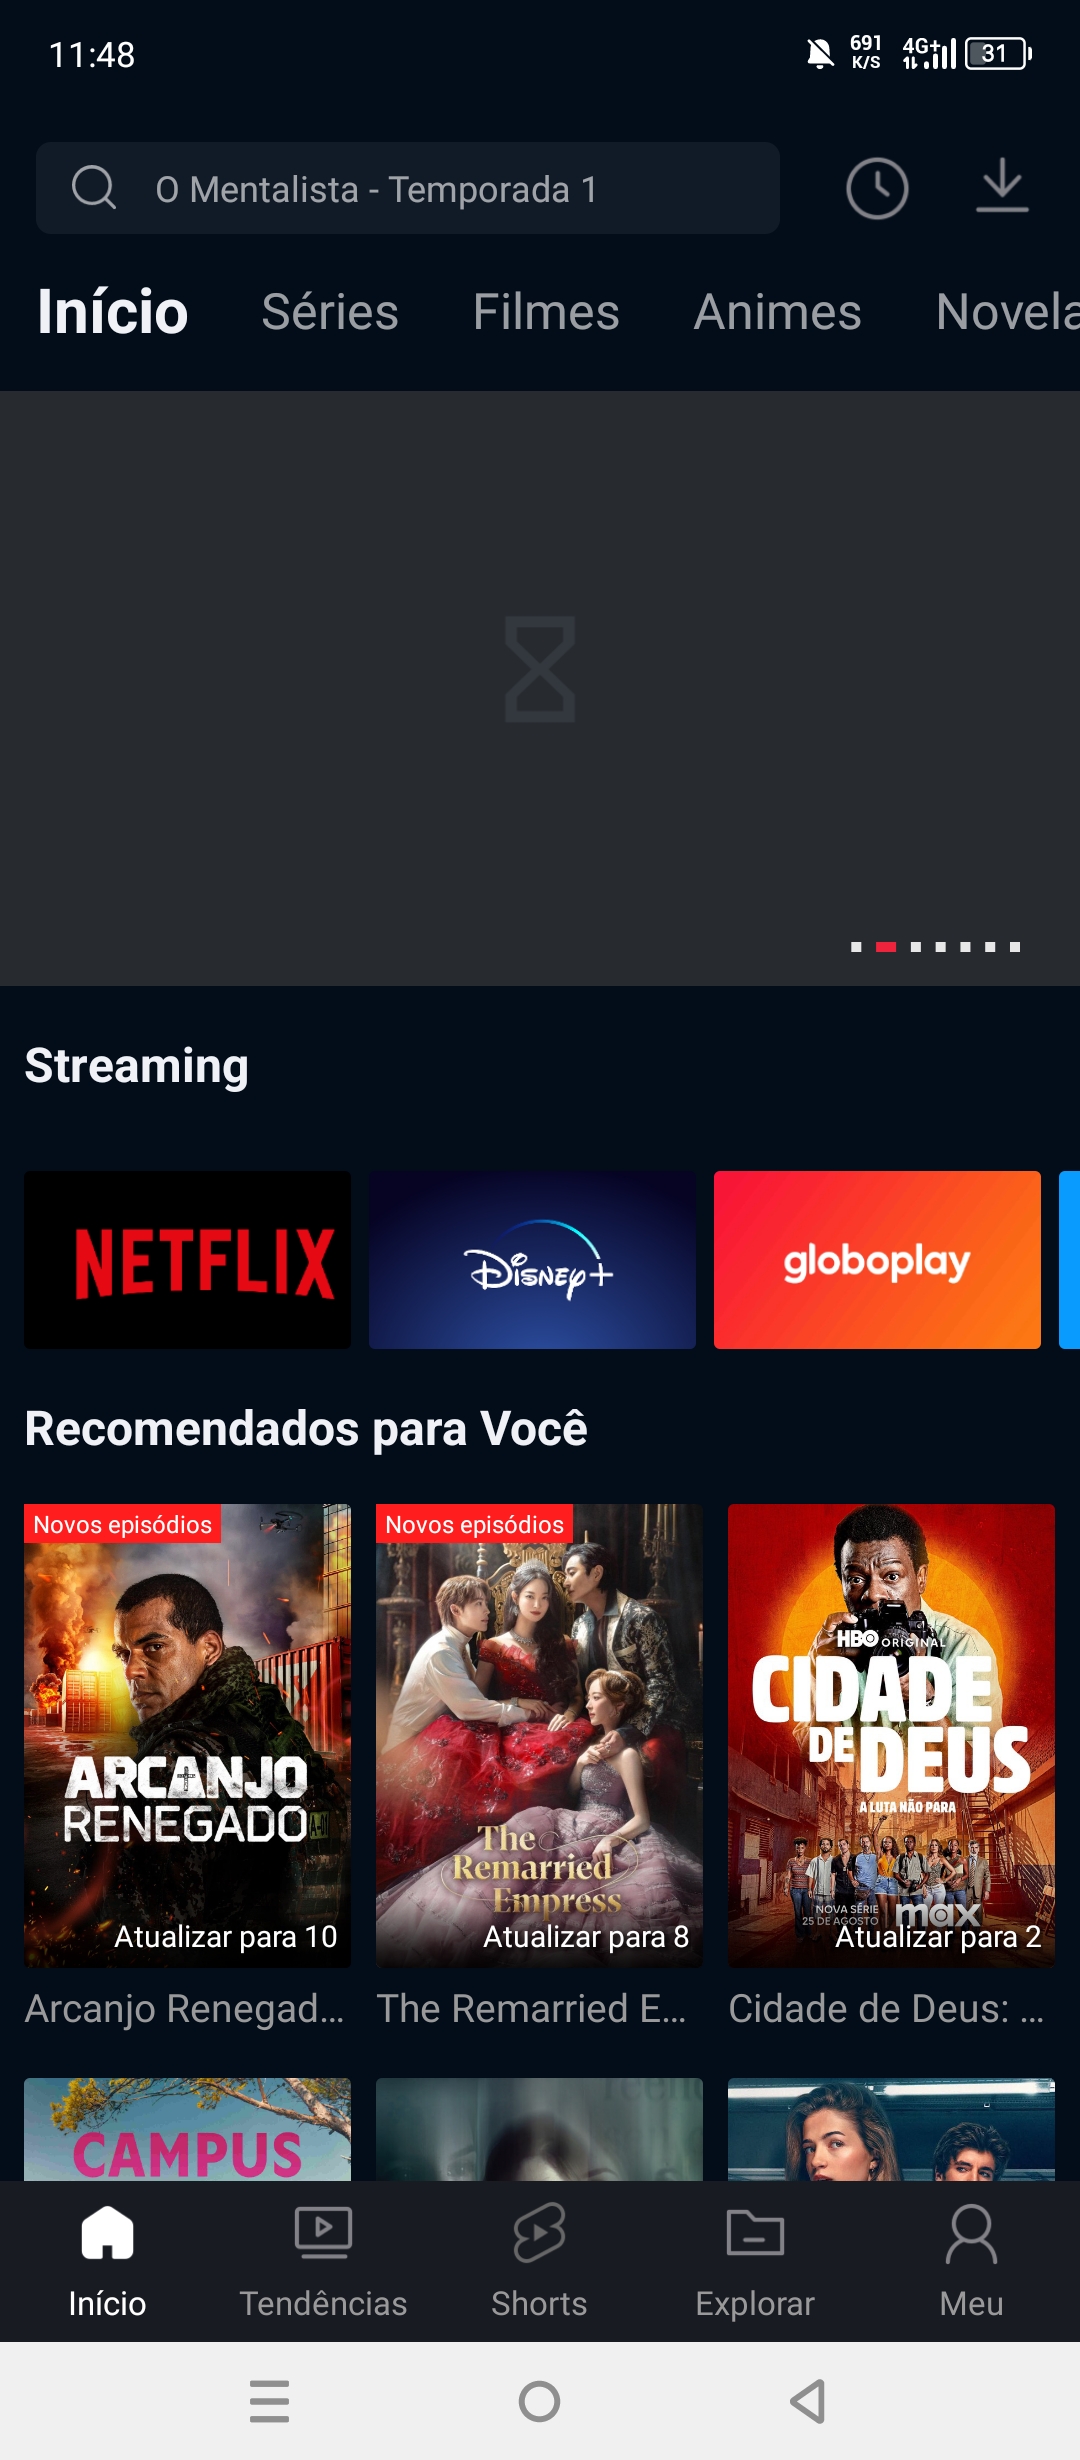 11:48
691
K/S
4G+
31
O Mentalista - Temporada 1
Início
Séries
Filmes
Animes
Novela
Streaming
NETFLIX
Disney+
globoplay
Recomendados para Você
Novos episódios
ARCANJO
RENEGADO
Atualizar para 10
Arcanjo Renegad...
Novos episódios
The
Remarried
Empress
Atualizar para 8
The Remarried E...
HBO ORIGINAL
CIDADE
DE DEUS
A LUTA NÃO PARA
NOVA SÉRIE
25 DE AGOSTO
max
Atualizar para 2
Cidade de Deus: ...
CAMPUS
Início
Tendências
Shorts
Explorar
Meu